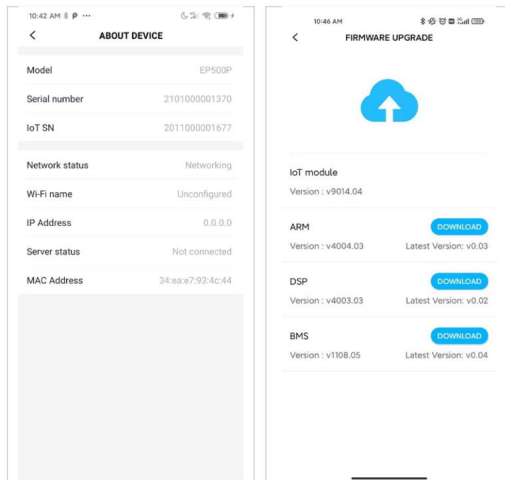 10:42 AM
ABOUT DEVICE
Model EP500P
Serial number 2101000001370
IoT SN 2011000001677
Network status Networking
Wi-Fi name Unconfigured
IP Address 0.0.0.0
Server status Not connected
MAC Address 34:ea:e7:93:4c:44
10:46 AM
FIRMWARE UPGRADE
IoT module
Version : v9014.04
ARM DOWNLOAD
Version : v4004.03 Latest Version: v0.03
DSP DOWNLOAD
Version : v4003.03 Latest Version: v0.02
BMS DOWNLOAD
Version : v1108.05 Latest Version: v0.04